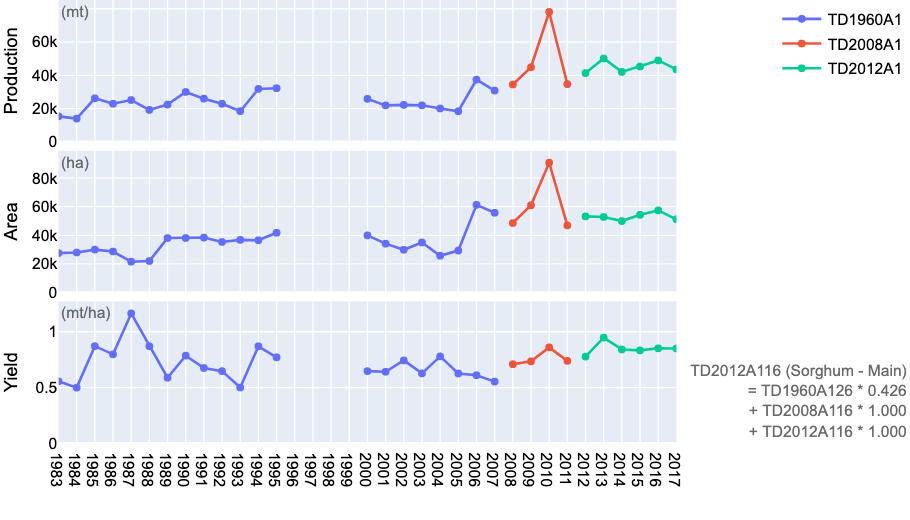 (mt)
Production
60k
40k
20k
0
TD1960A1
TD2008A1
TD2012A1
(ha)
Area
80k
60k
40k
20k
0
(mt/ha)
Yield
1
0.5
0
1983
1984
1985
1986
1987
1988
1989
1990
1991
1992
1993
1994
1995
1996
1997
1998
1999
2000
2001
2002
2003
2004
2005
2006
2007
2008
2009
2010
2011
2012
2013
2014
2015
2016
2017
TD2012A116 (Sorghum - Main)
= TD1960A126 * 0.426
+ TD2008A116 * 1.000
+ TD2012A116 * 1.000